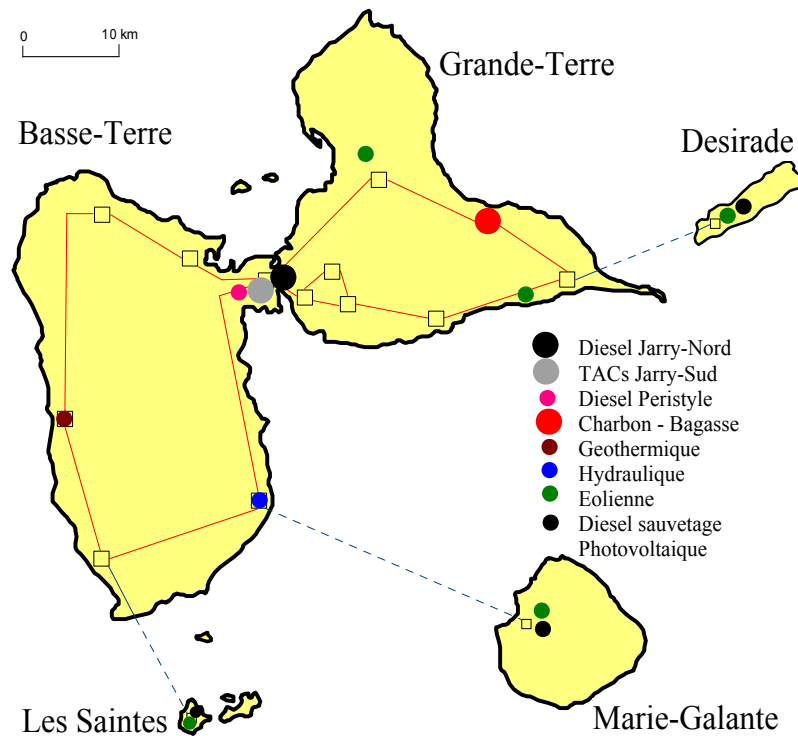 0 10 km
Grande-Terre
Basse-Terre
Desirade
Diesel Jarry-Nord
TACs Jarry-Sud
Diesel Peristyle
Charbon - Bagasse
Geothermique
Hydraulique
Eolienne
Diesel sauvetage
Photovoltaique
Les Saintes
Marie-Galante